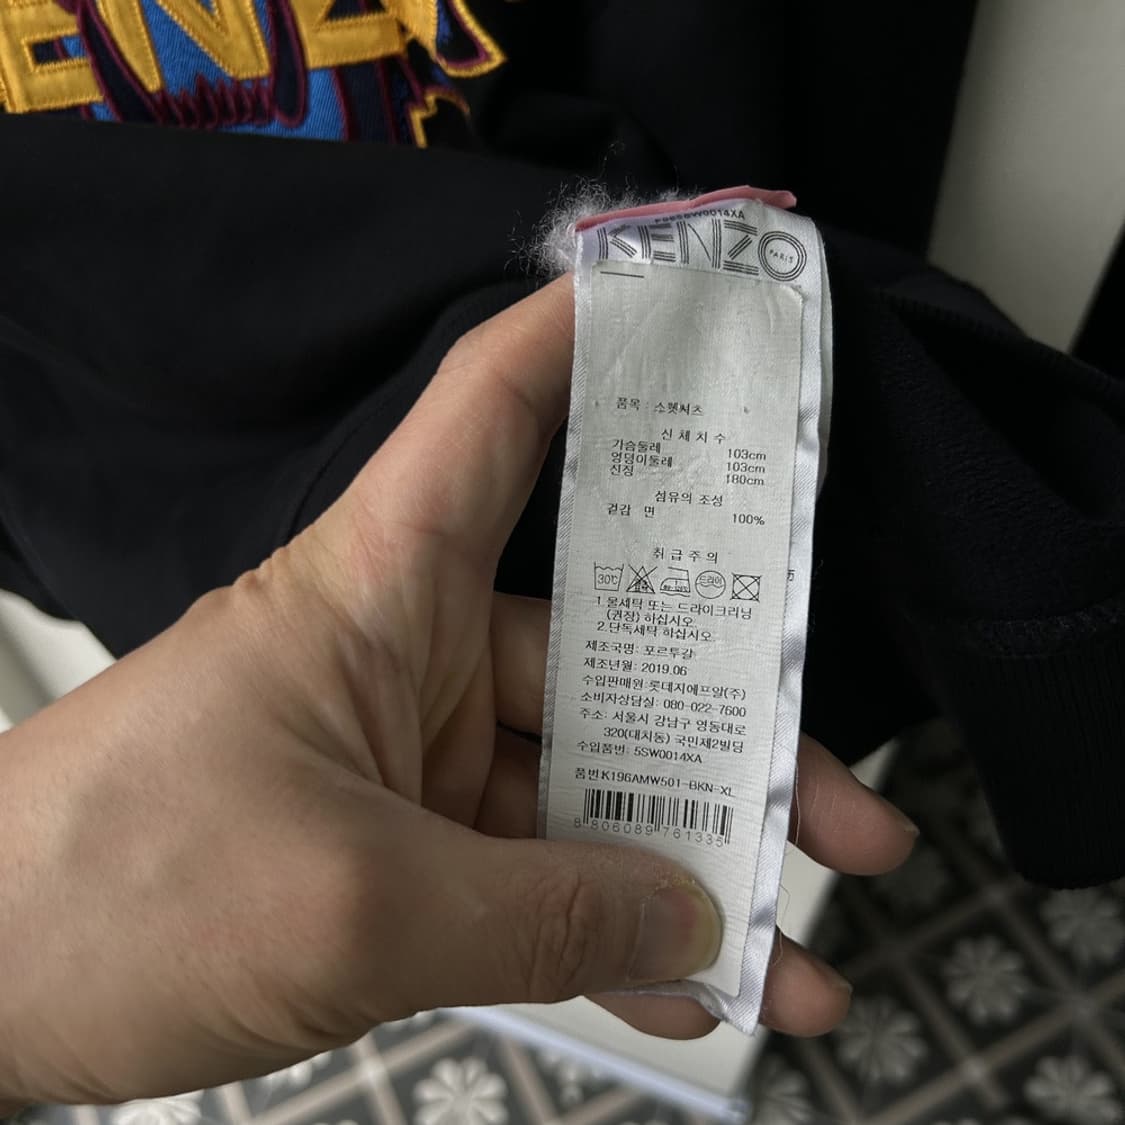 ENZ
F965SW0014XA
KENZO
PARIS
품목 : 스웻셔츠
신체치수
가슴둘레 103cm
엉덩이둘레 103cm
신장 180cm
섬유의 조성
겉감 면 100%
취급주의
30℃ 드라이
1.물세탁 또는 드라이크리닝
(권장) 하십시오
2.단독세탁 하십시오
제조국명: 포르투갈
제조년월: 2019.06
수입판매원:롯데지에프알(주)
소비자상담실: 080-022-7600
주소: 서울시 강남구 영동대로
320(대치동) 국민제2빌딩
수입품번: 5SW0014XA
품번K196AMW501-BKN-XL
8 806089 761335